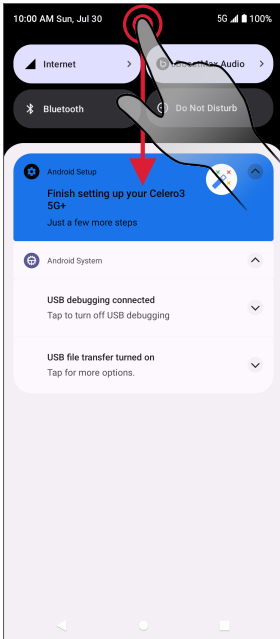 10:00 AM Sun, Jul 30 5G 100%
Internet
BoostMax Audio
Bluetooth
Do Not Disturb
Android Setup
Finish setting up your Celero3
5G+
Just a few more steps
Android System
USB debugging connected
Tap to turn off USB debugging
USB file transfer turned on
Tap for more options.